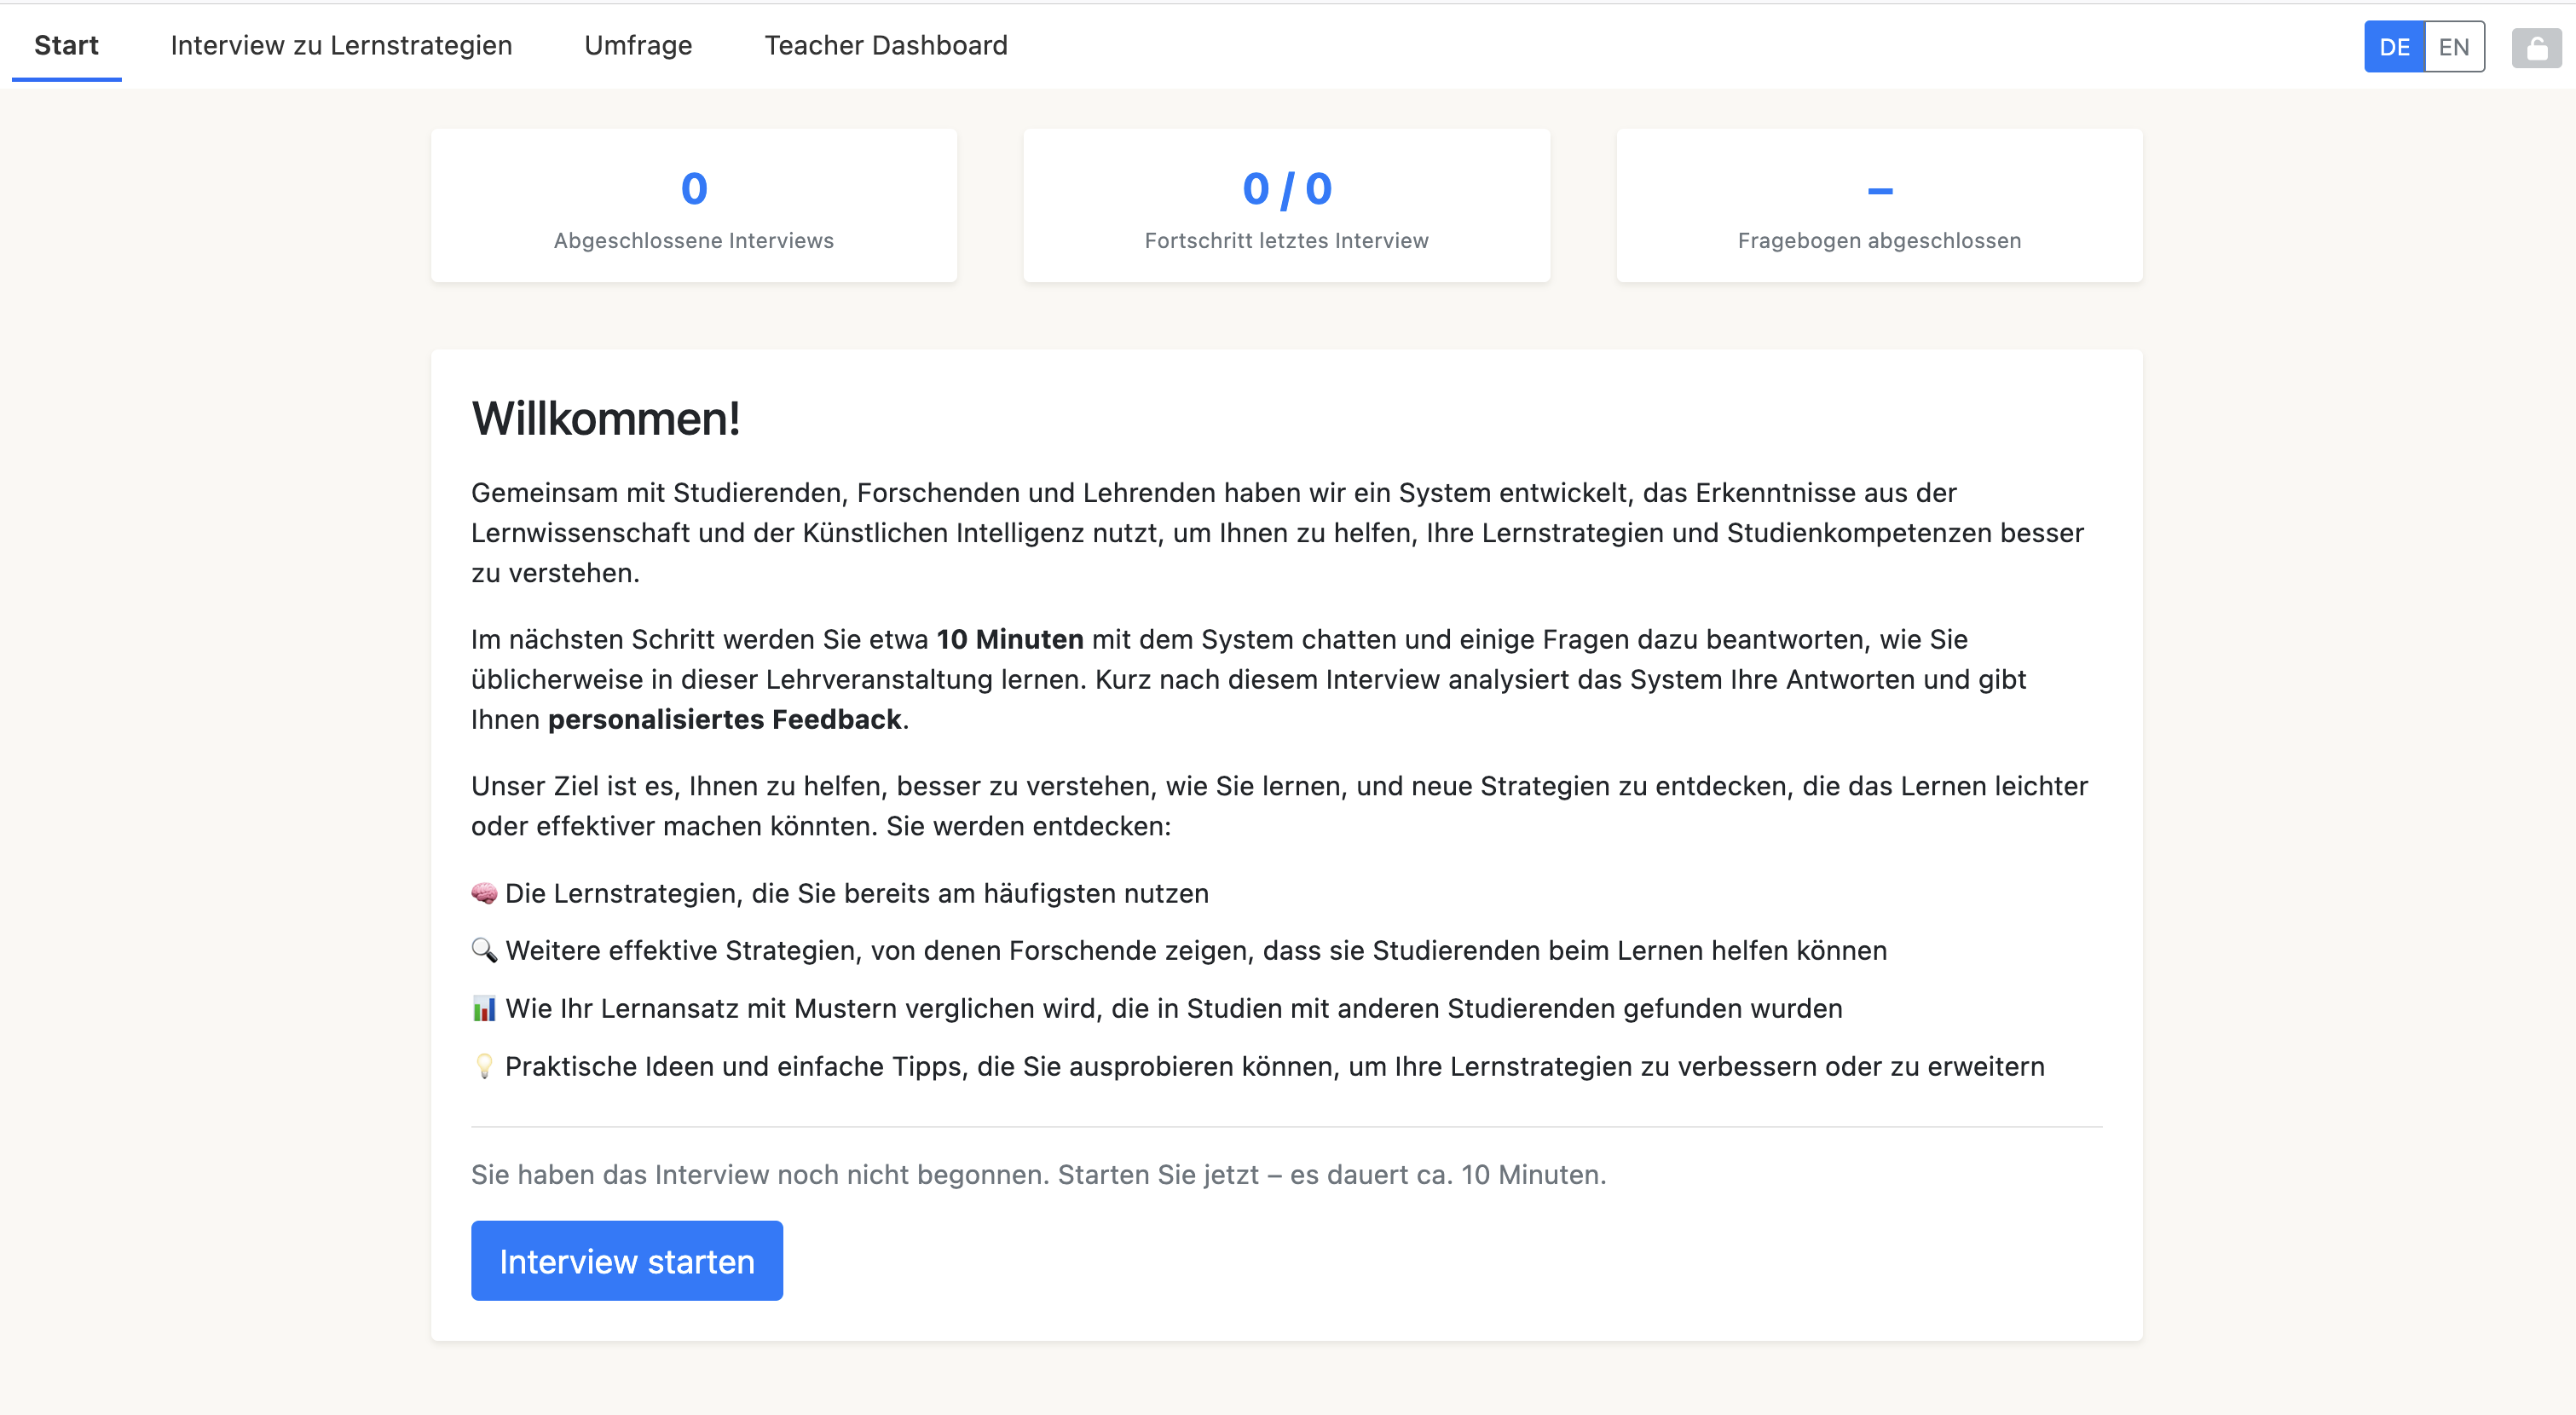 Start
Interview zu Lernstrategien
Umfrage
Teacher Dashboard
DE
EN
0
Abgeschlossene Interviews
0 / 0
Fortschritt letztes Interview
–
Fragebogen abgeschlossen
Willkommen!
Gemeinsam mit Studierenden, Forschenden und Lehrenden haben wir ein System entwickelt, das Erkenntnisse aus der
Lernwissenschaft und der Künstlichen Intelligenz nutzt, um Ihnen zu helfen, Ihre Lernstrategien und Studienkompetenzen besser
zu verstehen.
Im nächsten Schritt werden Sie etwa 10 Minuten mit dem System chatten und einige Fragen dazu beantworten, wie Sie
üblicherweise in dieser Lehrveranstaltung lernen. Kurz nach diesem Interview analysiert das System Ihre Antworten und gibt
Ihnen personalisiertes Feedback.
Unser Ziel ist es, Ihnen zu helfen, besser zu verstehen, wie Sie lernen, und neue Strategien zu entdecken, die das Lernen leichter
oder effektiver machen könnten. Sie werden entdecken:
🧠 Die Lernstrategien, die Sie bereits am häufigsten nutzen
🔍 Weitere effektive Strategien, von denen Forschende zeigen, dass sie Studierenden beim Lernen helfen können
📊 Wie Ihr Lernansatz mit Mustern verglichen wird, die in Studien mit anderen Studierenden gefunden wurden
💡 Praktische Ideen und einfache Tipps, die Sie ausprobieren können, um Ihre Lernstrategien zu verbessern oder zu erweitern
Sie haben das Interview noch nicht begonnen. Starten Sie jetzt – es dauert ca. 10 Minuten.
Interview starten